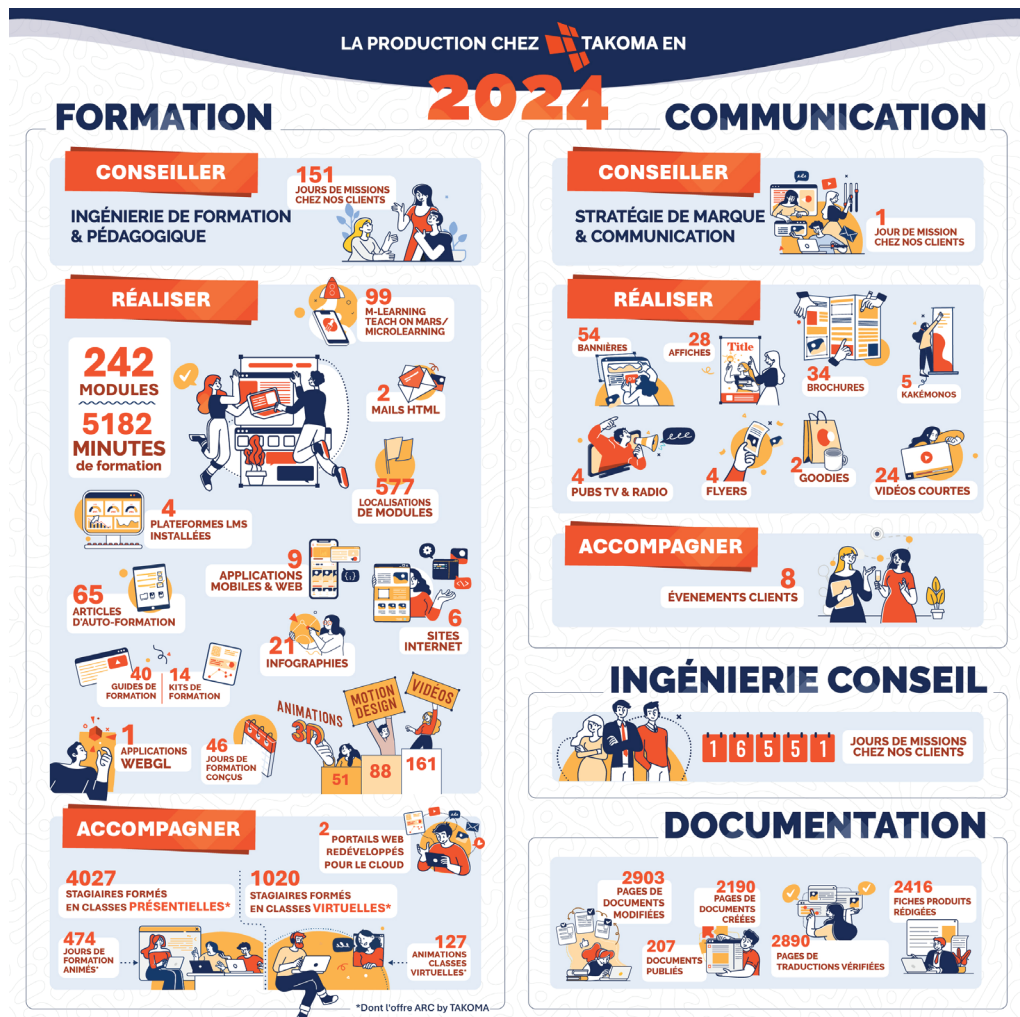 LA PRODUCTION CHEZ TAKOMA EN
2024
FORMATION
CONSEILLER
INGÉNIERIE DE FORMATION
& PÉDAGOGIQUE
151
JOURS DE MISSIONS
CHEZ NOS CLIENTS
RÉALISER
99
M-LEARNING
TEACH ON MARS/
MICROLEARNING
242
MODULES
5182
MINUTES
de formation
2
MAILS HTML
577
LOCALISATIONS
DE MODULES
4
PLATEFORMES LMS
INSTALLÉES
9
APPLICATIONS
MOBILES & WEB
65
ARTICLES
D'AUTO-FORMATION
6
SITES
INTERNET
21
INFOGRAPHIES
40
GUIDES DE
FORMATION
14
KITS DE
FORMATION
1
APPLICATIONS
WEBGL
46
JOURS DE
FORMATION
CONÇUS
ANIMATIONS
3D
51
MOTION
DESIGN
88
VIDÉOS
161
ACCOMPAGNER
2
PORTAILS WEB
REDÉVELOPPÉS
POUR LE CLOUD
4027
STAGIAIRES FORMÉS
EN CLASSES PRÉSENTIELLES*
1020
STAGIAIRES FORMÉS
EN CLASSES VIRTUELLES*
474
JOURS DE
FORMATION
ANIMÉS*
127
ANIMATIONS
CLASSES
VIRTUELLES*
*Dont l'offre ARC by TAKOMA
COMMUNICATION
CONSEILLER
STRATÉGIE DE MARQUE
& COMMUNICATION
1
JOUR DE MISSION
CHEZ NOS CLIENTS
RÉALISER
54
BANNIÈRES
28
AFFICHES
Title
34
BROCHURES
5
KAKÉMONOS
4
PUBS TV & RADIO
4
FLYERS
2
GOODIES
24
VIDÉOS COURTES
ACCOMPAGNER
8
ÉVENEMENTS CLIENTS
INGÉNIERIE CONSEIL
16551
JOURS DE MISSIONS
CHEZ NOS CLIENTS
DOCUMENTATION
2903
PAGES DE
DOCUMENTS
MODIFIÉES
2190
PAGES DE
DOCUMENTS
CRÉÉES
2416
FICHES PRODUITS
RÉDIGÉES
207
DOCUMENTS
PUBLIÉS
2890
PAGES DE
TRADUCTIONS VÉRIFIÉES